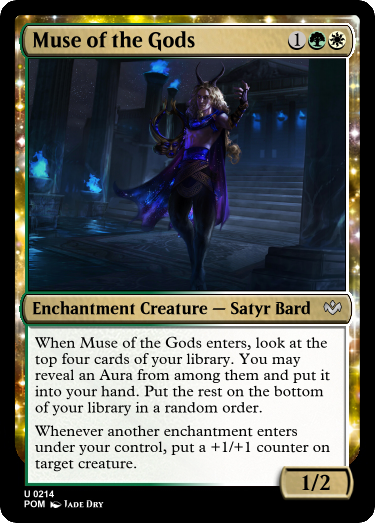 Muse of the Gods 1
Enchantment Creature — Satyr Bard
When Muse of the Gods enters, look at the
top four cards of your library. You may
reveal an Aura from among them and put it
into your hand. Put the rest on the bottom
of your library in a random order.
Whenever another enchantment enters
under your control, put a +1/+1 counter on
target creature.
1/2
U 0214
POM Jade Dry